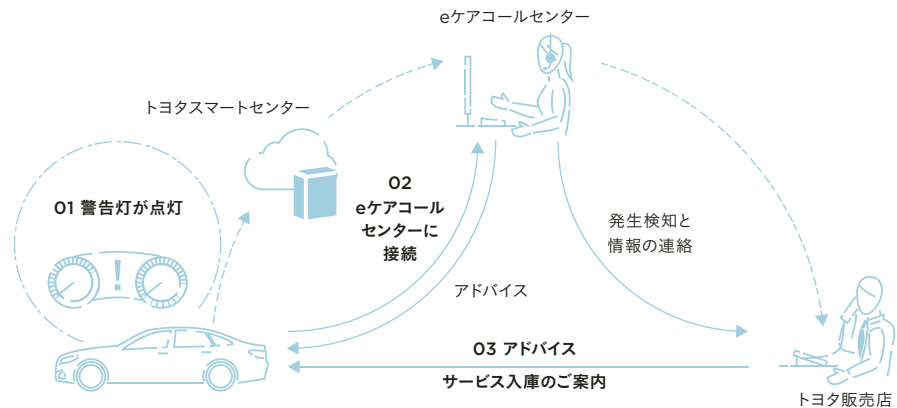 eケアコールセンター
トヨタスマートセンター
01 警告灯が点灯
02
eケアコール
センターに
接続
発生検知と
情報の連絡
アドバイス
03 アドバイス
サービス入庫のご案内
トヨタ販売店